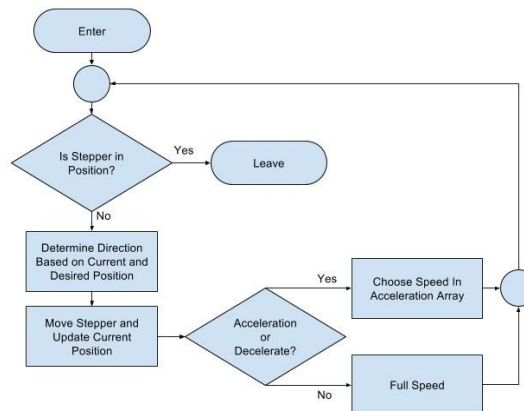 Enter
Is Stepper in
Position?
Yes
Leave
No
Determine Direction
Based on Current and
Desired Position
Move Stepper and
Update Current
Position
Acceleration
or
Decelerate?
Yes
Choose Speed In
Acceleration Array
No
Full Speed